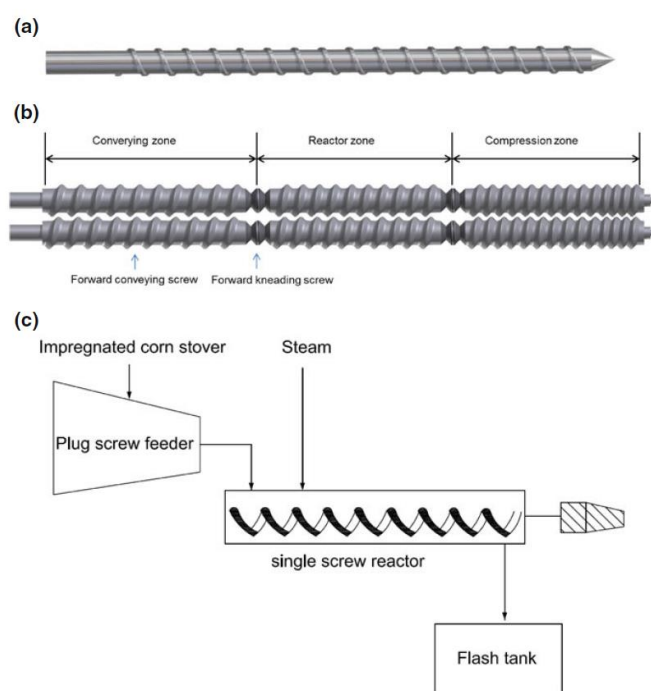 (a)
(b)
Converying zone
Reactor zone
Compression zone
Forward conveying screw
Forward kneading screw
(c)
Impregnated corn stover
Steam
Plug screw feeder
single screw reactor
Flash tank